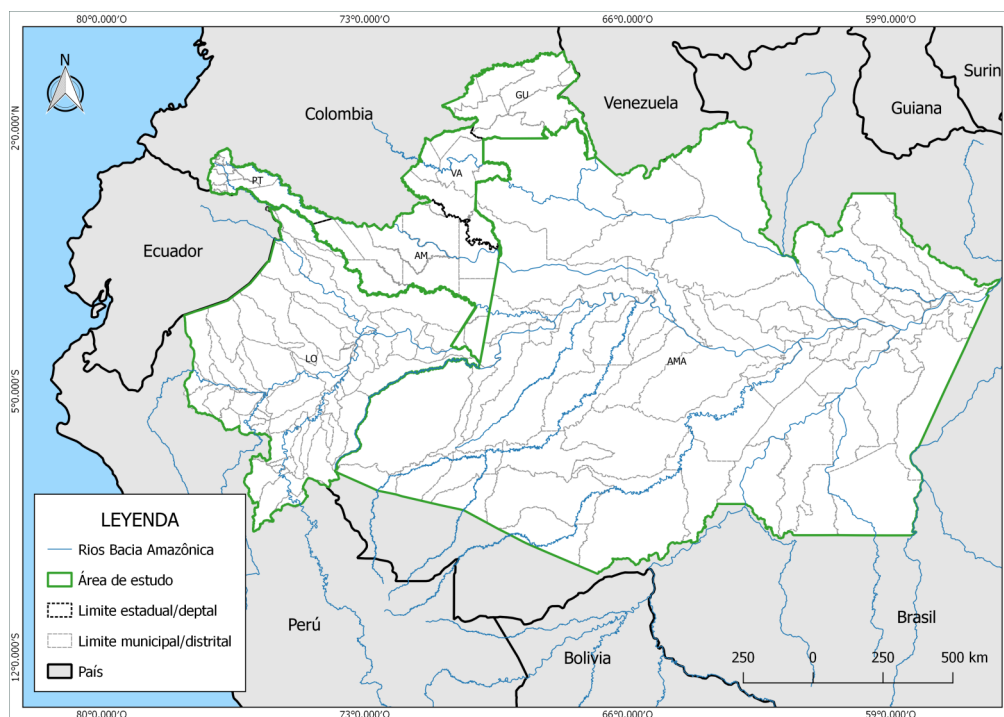 80°0.000'O 73°0.000'O 66°0.000'O 59°0.000'O
N
Surin
Colombia
Venezuela
Guiana
GU
2°0.000'N
VA
PT
Ecuador
AM
LO
AMA
5°0.000'S
LEYENDA
Rios Bacia Amazônica
Área de estudo
Limite estadual/deptal
Limite municipal/distrital
País
Perú
Bolivia
Brasil
250 0 250 500 km
12°0.000'S
80°0.000'O 73°0.000'O 66°0.000'O 59°0.000'O